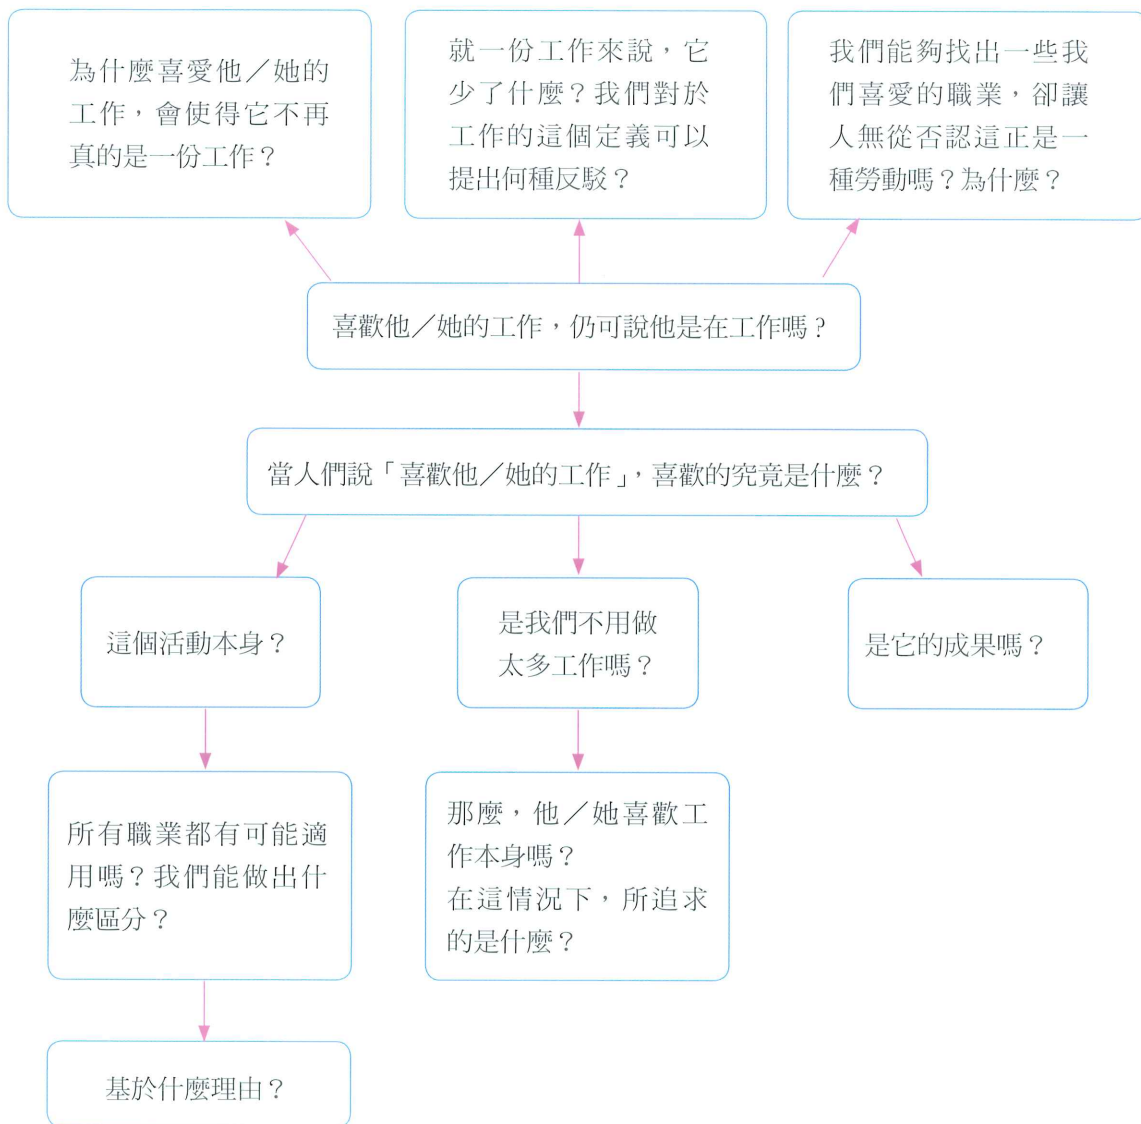 為什麼喜愛他／她的
工作，會使得它不再
真的是一份工作？
就一份工作來說，它
少了什麼？我們對於
工作的這個定義可以
提出何種反駁？
我們能夠找出一些我
們喜愛的職業，卻讓
人無從否認這正是一
種勞動嗎？為什麼？
喜歡他／她的工作，仍可說他是在工作嗎？
當人們說「喜歡他／她的工作」，喜歡的究竟是什麼？
這個活動本身？
是我們不用做
太多工作嗎？
是它的成果嗎？
所有職業都有可能適
用嗎？我們能做出什
麼區分？
那麼，他／她喜歡工
作本身嗎？
在這情況下，所追求
的是什麼？
基於什麼理由？